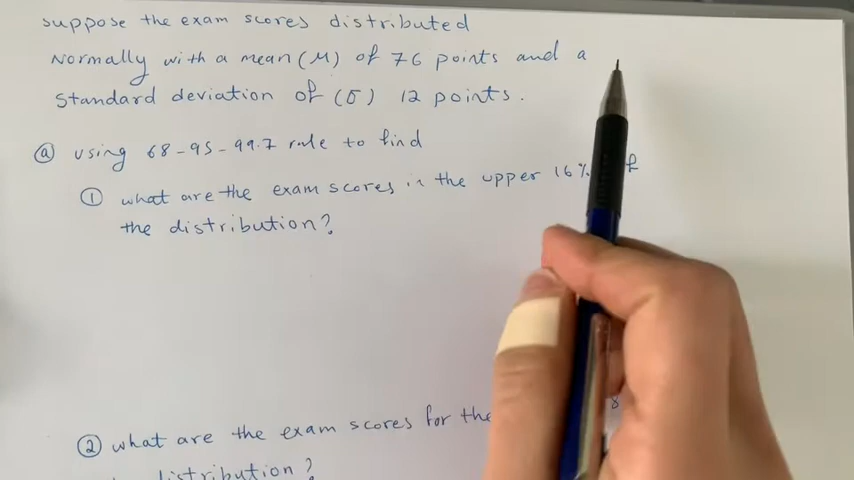 suppose the exam scores distributed
Normally with a mean (M) of 76 points and a
Standard deviation of (σ) 12 points.
ⓐ using 68-95-99.7 rule to find
① what are the exam scores in the upper 16%
the distribution?
② what are the exam scores for the
distribution?